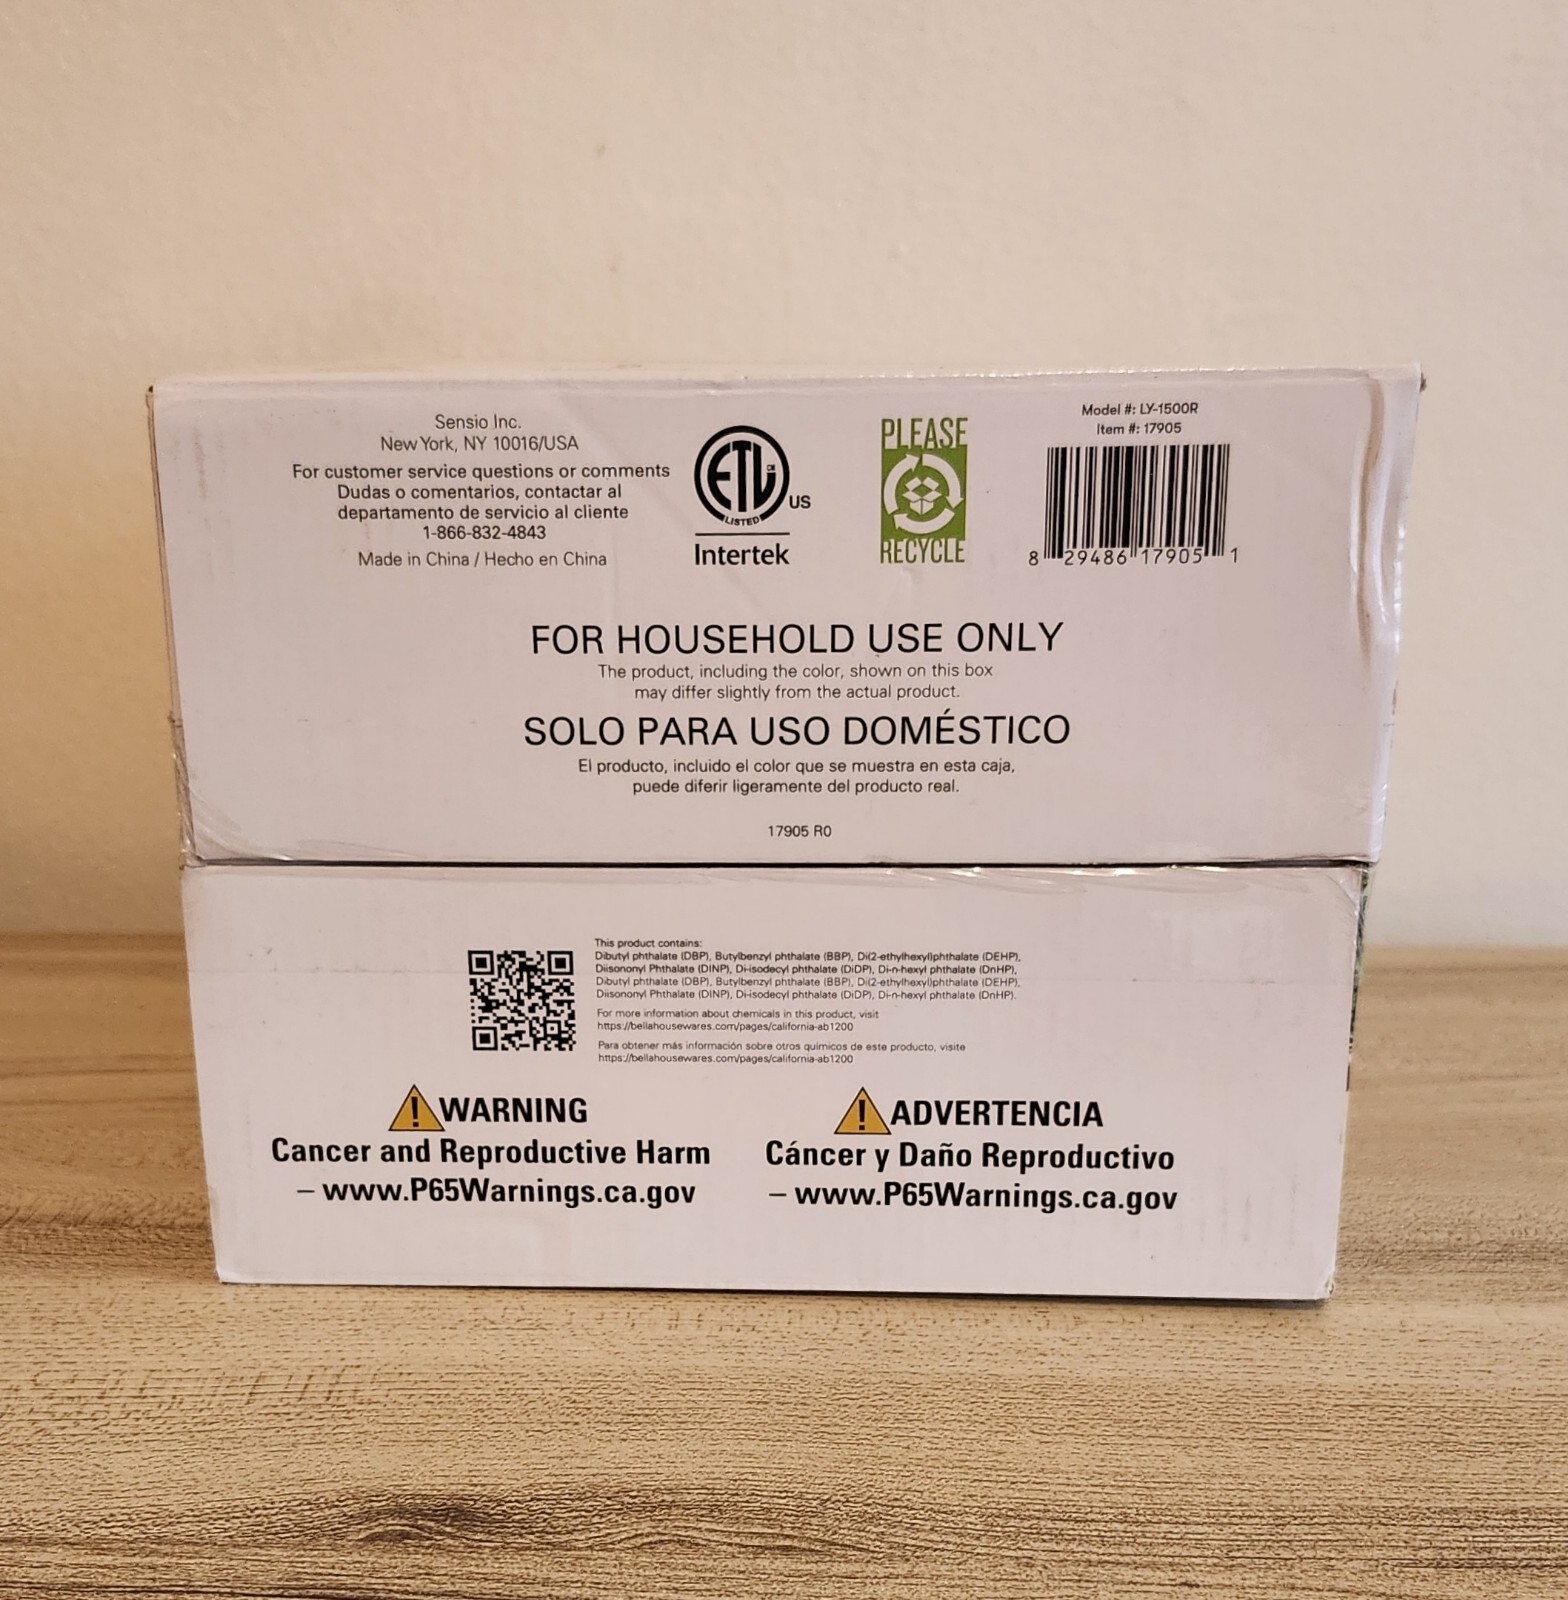 Sensio Inc.
New York, NY 10016/USA
For customer service questions or comments
Dudas o comentarios, contactar al
departamento de servicio al cliente
1-866-832-4843
Made in China / Hecho en China
ETL
CM
LISTED
US
Intertek
PLEASE
RECYCLE
Model #: LY-1500R
Item #: 17905
8 29486 17905 1
FOR HOUSEHOLD USE ONLY
The product, including the color, shown on this box
may differ slightly from the actual product.
SOLO PARA USO DOMÉSTICO
El producto, incluido el color que se muestra en esta caja,
puede diferir ligeramente del producto real.
17905 R0
This product contains:
Dibutyl phthalate (DBP), Butylbenzyl phthalate (BBP), Di(2-ethylhexyl)phthalate (DEHP),
Diisononyl Phthalate (DINP), Di-isodecyl phthalate (DiDP), Di-n-hexyl phthalate (DnHP),
Dibutyl phthalate (DBP), Butylbenzyl phthalate (BBP), Di(2-ethylhexyl)phthalate (DEHP),
Diisononyl Phthalate (DINP), Di-isodecyl phthalate (DiDP), Di-n-hexyl phthalate (DnHP).
For more information about chemicals in this product, visit
https://bellahousewares.com/pages/california-ab1200
Para obtener más información sobre otros químicos de este producto, visite
https://bellahousewares.com/pages/california-ab1200
WARNING
Cancer and Reproductive Harm
– www.P65Warnings.ca.gov
ADVERTENCIA
Cáncer y Daño Reproductivo
– www.P65Warnings.ca.gov